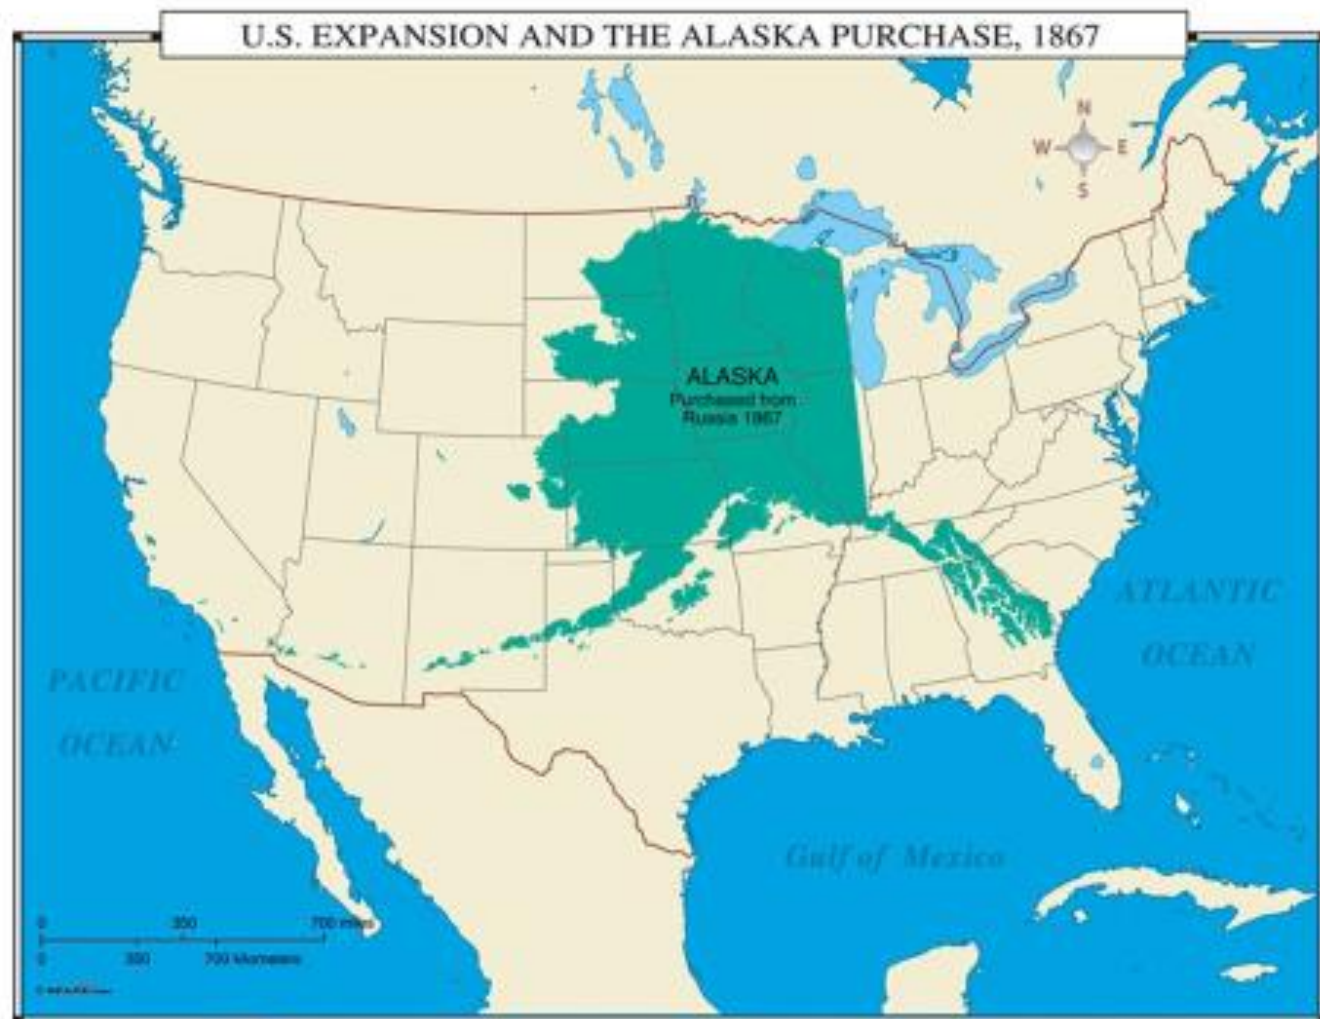 U.S. EXPANSION AND THE ALASKA PURCHASE, 1867
N
W E
S
ALASKA
Purchased from
Russia 1867
ATLANTIC
OCEAN
PACIFIC
OCEAN
Gulf of Mexico
0 350 700 miles
0 350 700 kilometers